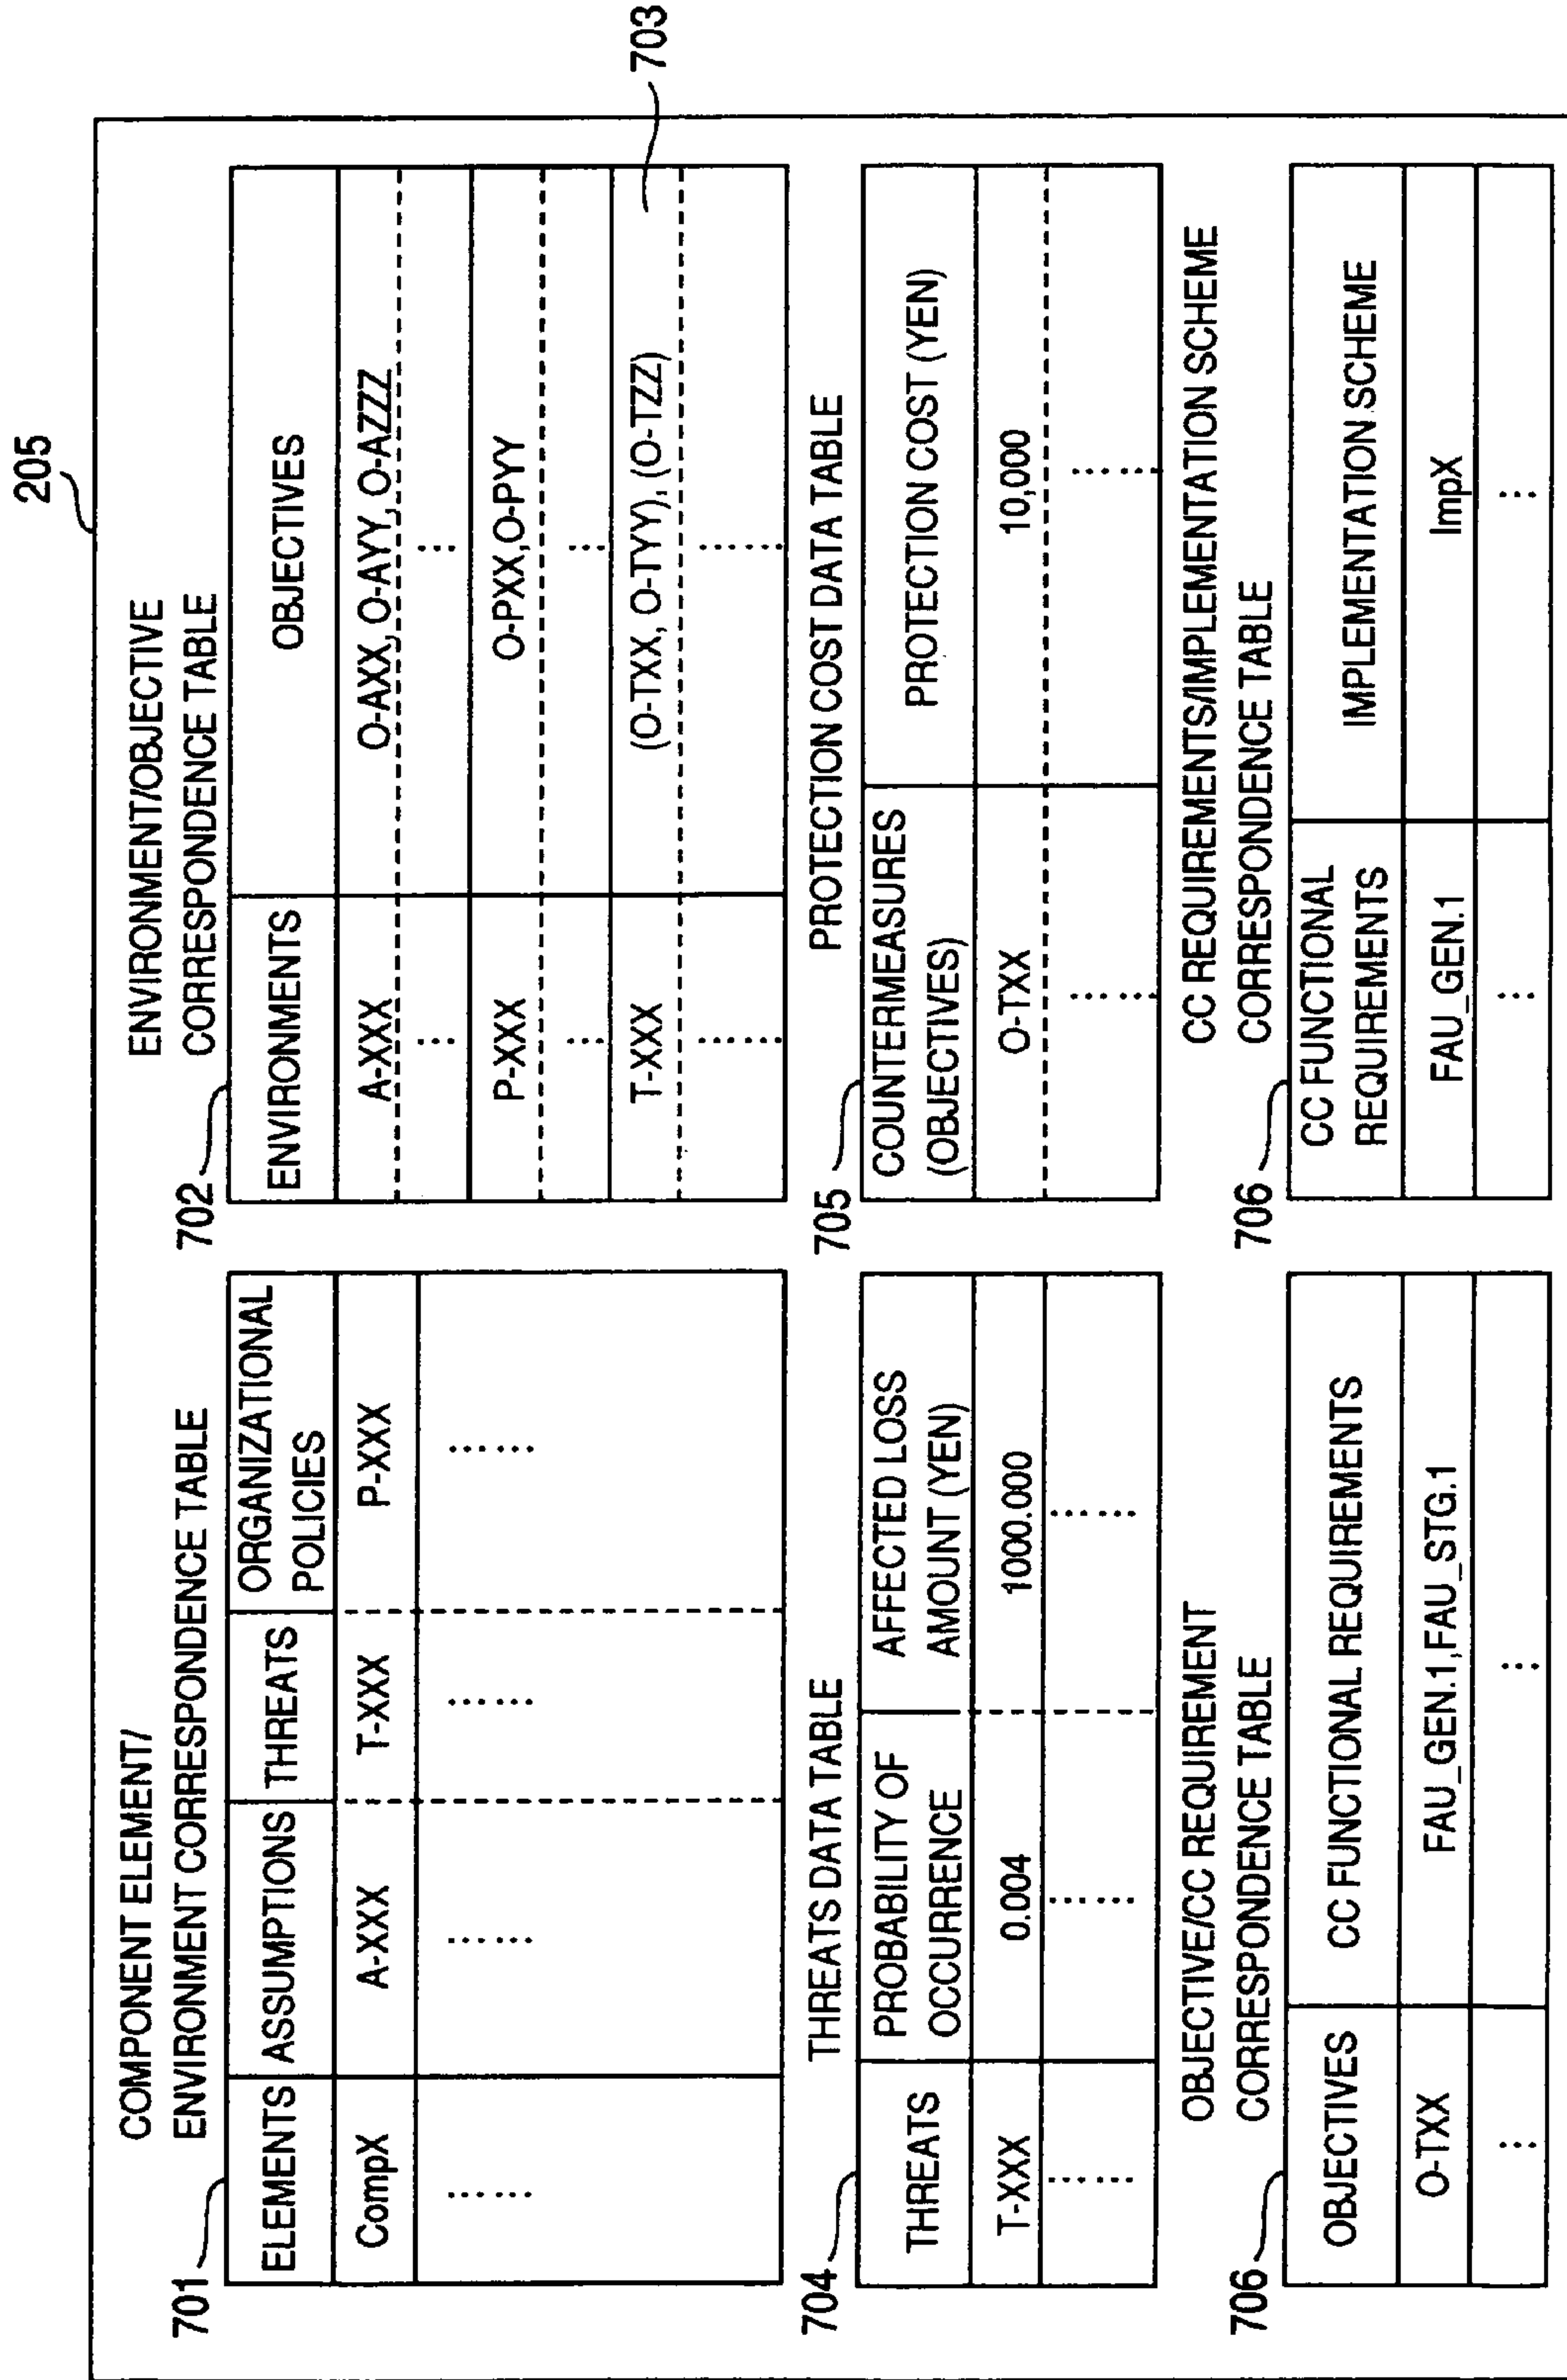 205
COMPONENT ELEMENT/
ENVIRONMENT CORRESPONDENCE TABLE
701
ELEMENTS ASSUMPTIONS THREATS ORGANIZATIONAL
POLICIES
CompX A-XXX T-XXX P-XXX
...... ...... ...... ......
ENVIRONMENT/OBJECTIVE
CORRESPONDENCE TABLE
702
ENVIRONMENTS OBJECTIVES
A-XXX O-AXX, O-AYY, O-AZZZ
... ...
P-XXX O-PXX,O-PYY
... ...
T-XXX (O-TXX, O-TYY), (O-TZZ)
...... ......
703
THREATS DATA TABLE
704
THREATS PROBABILITY OF AFFECTED LOSS
OCCURRENCE AMOUNT (YEN)
T-XXX 0.004 1000.000
...... ...... ......
PROTECTION COST DATA TABLE
705
COUNTERMEASURES PROTECTION COST (YEN)
(OBJECTIVES)
O-TXX 10,000
...... ......
OBJECTIVE/CC REQUIREMENT
CORRESPONDENCE TABLE
706
OBJECTIVES CC FUNCTIONAL REQUIREMENTS
O-TXX FAU_GEN.1,FAU_STG.1
... ...
CC REQUIREMENTS/IMPLEMENTATION SCHEME
CORRESPONDENCE TABLE
706
CC FUNCTIONAL IMPLEMENTATION SCHEME
REQUIREMENTS
FAU_GEN.1 ImpX
... ...